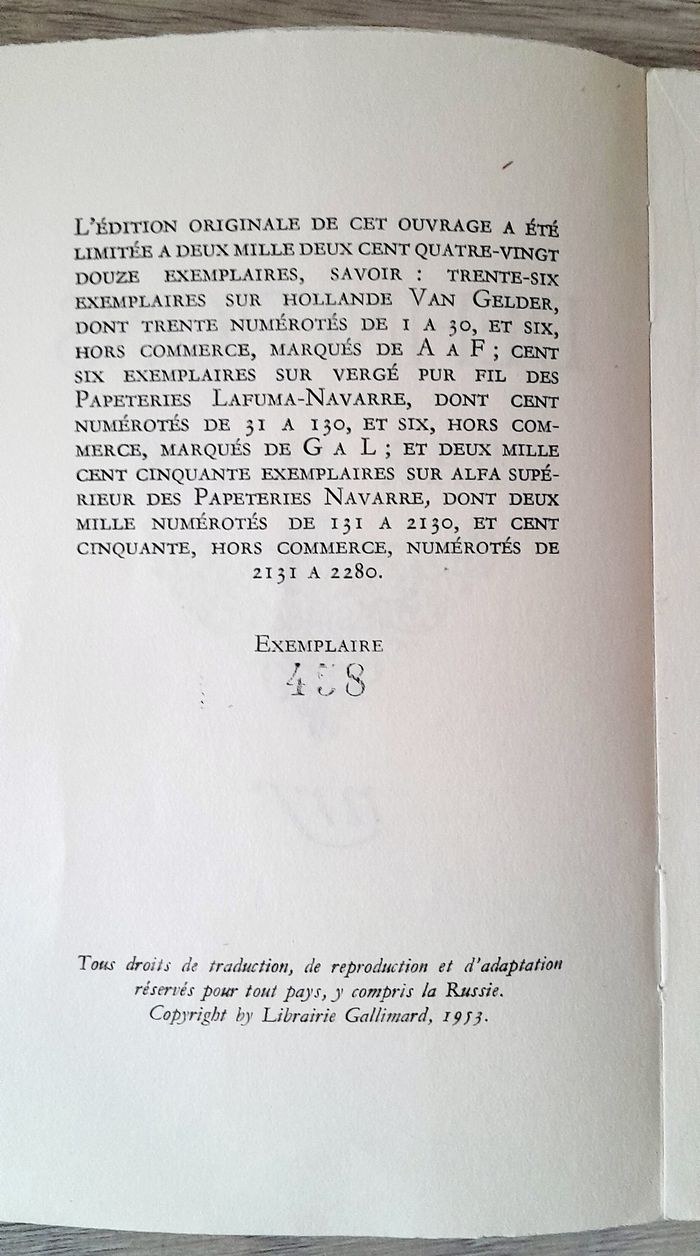 L'ÉDITION ORIGINALE DE CET OUVRAGE A ÉTÉ
LIMITÉE A DEUX MILLE DEUX CENT QUATRE-VINGT
DOUZE EXEMPLAIRES, SAVOIR : TRENTE-SIX
EXEMPLAIRES SUR HOLLANDE VAN GELDER,
DONT TRENTE NUMÉROTÉS DE 1 A 30, ET SIX,
HORS COMMERCE, MARQUÉS DE A A F ; CENT
SIX EXEMPLAIRES SUR VERGÉ PUR FIL DES
PAPETERIES LAFUMA-NAVARRE, DONT CENT
NUMÉROTÉS DE 31 A 130, ET SIX, HORS COM-
MERCE, MARQUÉS DE G A L ; ET DEUX MILLE
CENT CINQUANTE EXEMPLAIRES SUR ALFA SUPÉ-
RIEUR DES PAPETERIES NAVARRE, DONT DEUX
MILLE NUMÉROTÉS DE 131 A 2130, ET CENT
CINQUANTE, HORS COMMERCE, NUMÉROTÉS DE
2131 A 2280.
EXEMPLAIRE
458
Tous droits de traduction, de reproduction et d'adaptation
réservés pour tout pays, y compris la Russie.
Copyright by Librairie Gallimard, 1953.